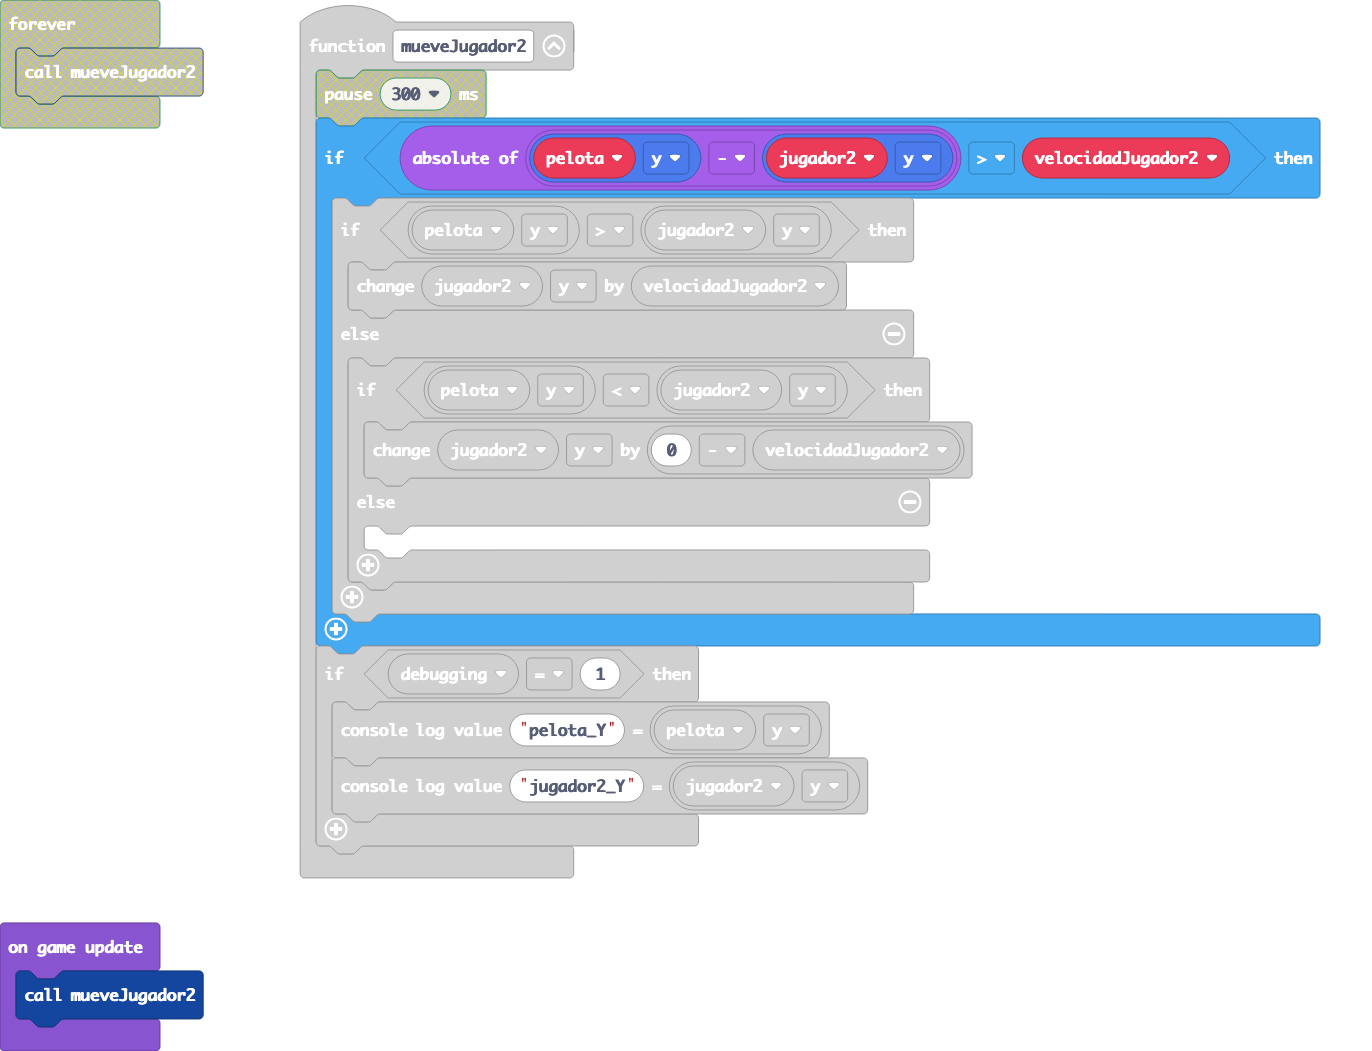 forever
call mueveJugador2
function mueveJugador2
pause 300 ms
if absolute of pelota y - jugador2 y > velocidadJugador2 then
if pelota y > jugador2 y then
change jugador2 y by velocidadJugador2
else
if pelota y < jugador2 y then
change jugador2 y by 0 - velocidadJugador2
else
if debugging = 1 then
console log value "pelota_Y" = pelota y
console log value "jugador2_Y" = jugador2 y
on game update
call mueveJugador2